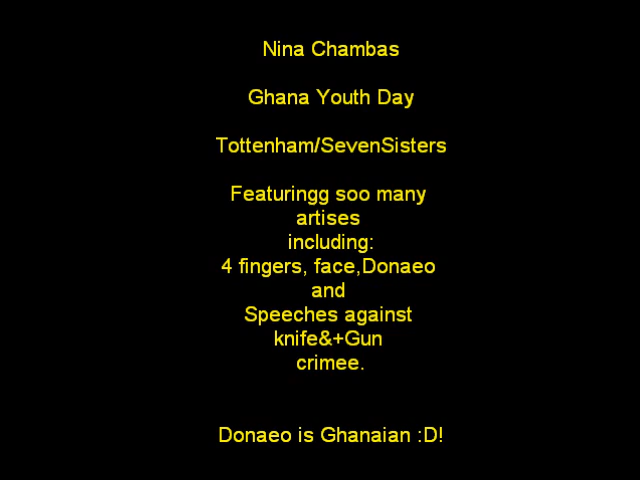 Nina Chambas
Ghana Youth Day
Tottenham/SevenSisters
Featuringg soo many
artises
including:
4 fingers, face,Donaeo
and
Speeches against
knife&+Gun
crimee.
Donaeo is Ghanaian :D!